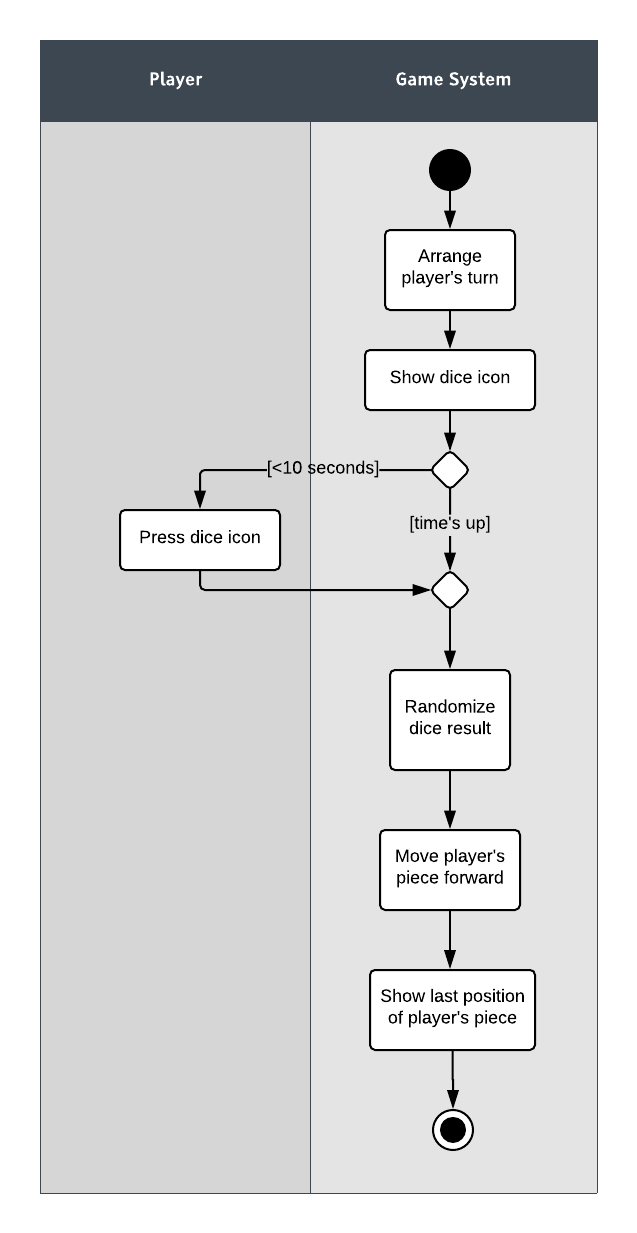 Player
Game System
Arrange
player's turn
Show dice icon
[<10 seconds]
Press dice icon
[time's up]
Randomize
dice result
Move player's
piece forward
Show last position
of player's piece